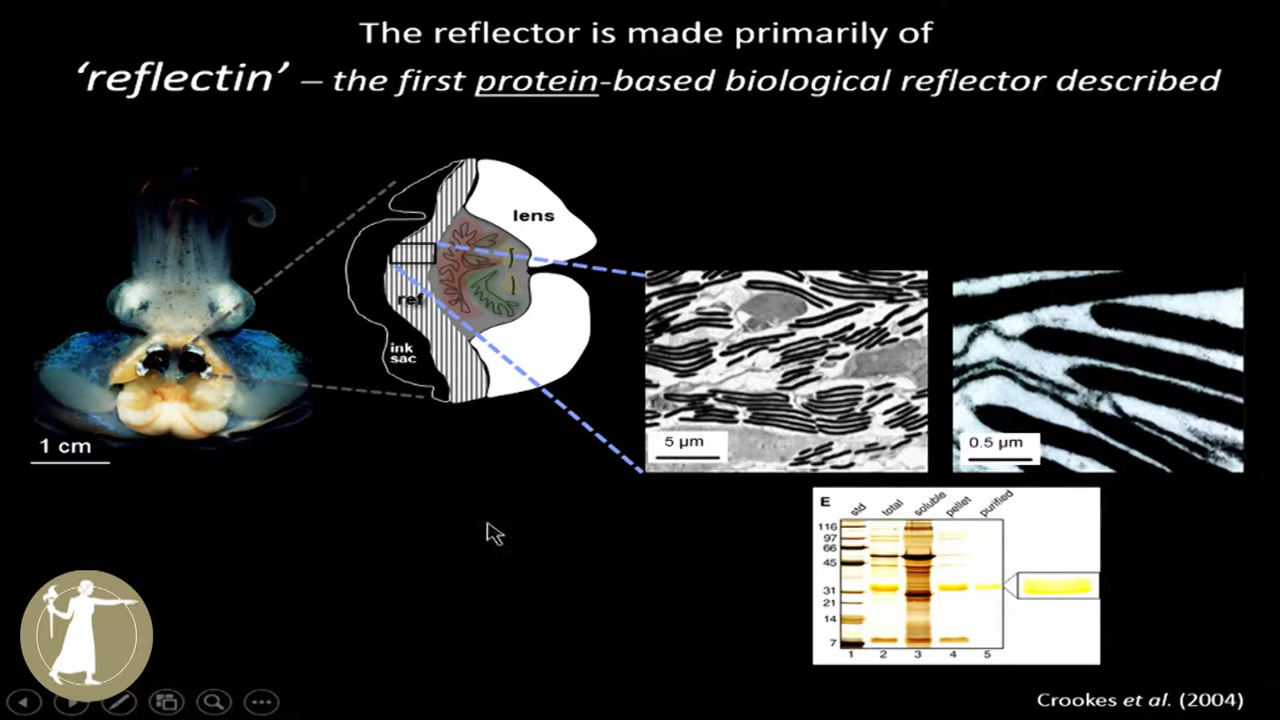 The reflector is made primarily of
‘reflectin’ – the first protein-based biological reflector described
lens
ref
ink
sac
1 cm
5 μm
0.5 μm
E
std total soluble pellet purified
116
97
66
45
31
21
14
7
1 2 3 4 5
Crookes et al. (2004)